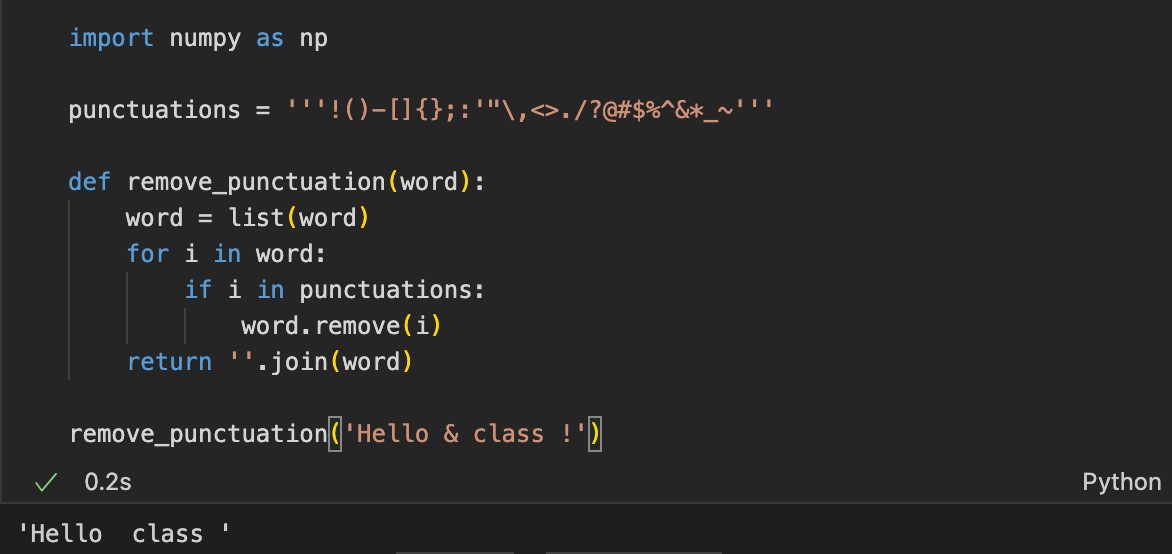 import numpy as np
punctuations = '''!()-[]{};:'"\,<>./?@#$%^&*_~'''
def remove_punctuation(word):
    word = list(word)
    for i in word:
        if i in punctuations:
            word.remove(i)
    return ''.join(word)
remove_punctuation('Hello & class !')
0.2s Python
'Hello  class '